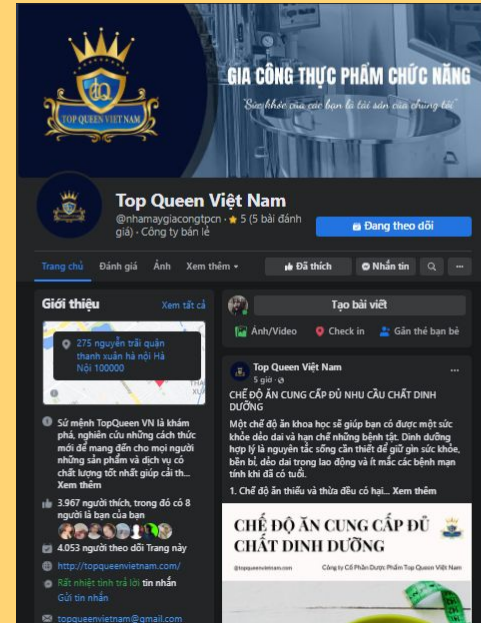 TOP QUEEN VIET NAM
GIA CÔNG THỰC PHẨM CHỨC NĂNG
"Sức khỏe của các bạn là tài sản của chúng tôi"
Top Queen Việt Nam
@nhamaygiacongtpcn · 5 (5 bài đánh
giá) · Công ty bán lẻ
Đang theo dõi
Trang chủ Đánh giá Ảnh Xem thêm
Đã thích Nhắn tin
Giới thiệu Xem tất cả
275 nguyễn trãi quận
thanh xuân hà nội Hà
Nội 100000
Sứ mệnh TopQueen VN là khám
phá, nghiên cứu những cách thức
mới để mang đến cho mọi người
những sản phẩm và dịch vụ có
chất lượng tốt nhất giúp cải th...
Xem thêm
3.967 người thích, trong đó có 8
người là bạn của bạn
4.053 người theo dõi Trang này
http://topqueenvietnam.com/
Rất nhiệt tình trả lời tin nhắn
Gửi tin nhắn
topqueenvietnam@gmail.com
Tạo bài viết
Ảnh/Video Check in Gắn thẻ bạn bè
Top Queen Việt Nam
5 giờ
CHẾ ĐỘ ĂN CUNG CẤP ĐỦ NHU CẦU CHẤT DINH
DƯỠNG
Một chế độ ăn khoa học sẽ giúp bạn có được một sức
khỏe dẻo dai và hạn chế những bệnh tật. Dinh dưỡng
hợp lý là nguyên tắc sống cần thiết để giữ gìn sức khỏe,
bền bỉ, dẻo dai trong lao động và ít mắc các bệnh mạn
tính khi đã có tuổi.
1. Chế độ ăn thiếu và thừa đều có hại... Xem thêm
CHẾ ĐỘ ĂN CUNG CẤP ĐỦ
CHẤT DINH DƯỠNG
@topqueenvietnam.com Công ty Cổ Phần Dược Phẩm Top Queen Việt Nam